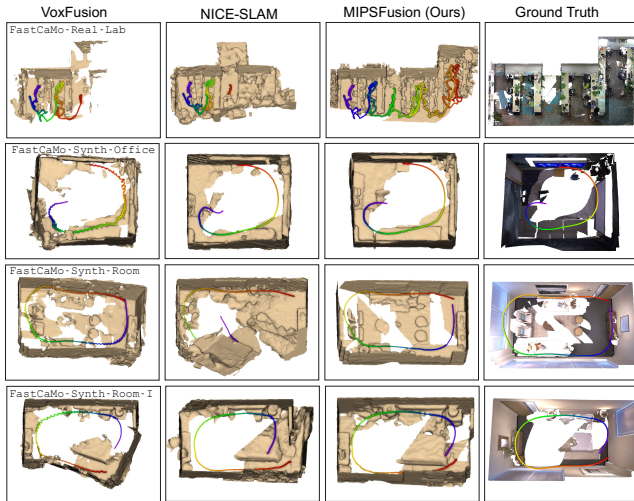 VoxFusion NICE-SLAM MIPSFusion (Ours) Ground Truth
FastCaMo-Real-Lab
FastCaMo-Synth-Office
FastCaMo-Synth-Room
FastCaMo-Synth-Room-I